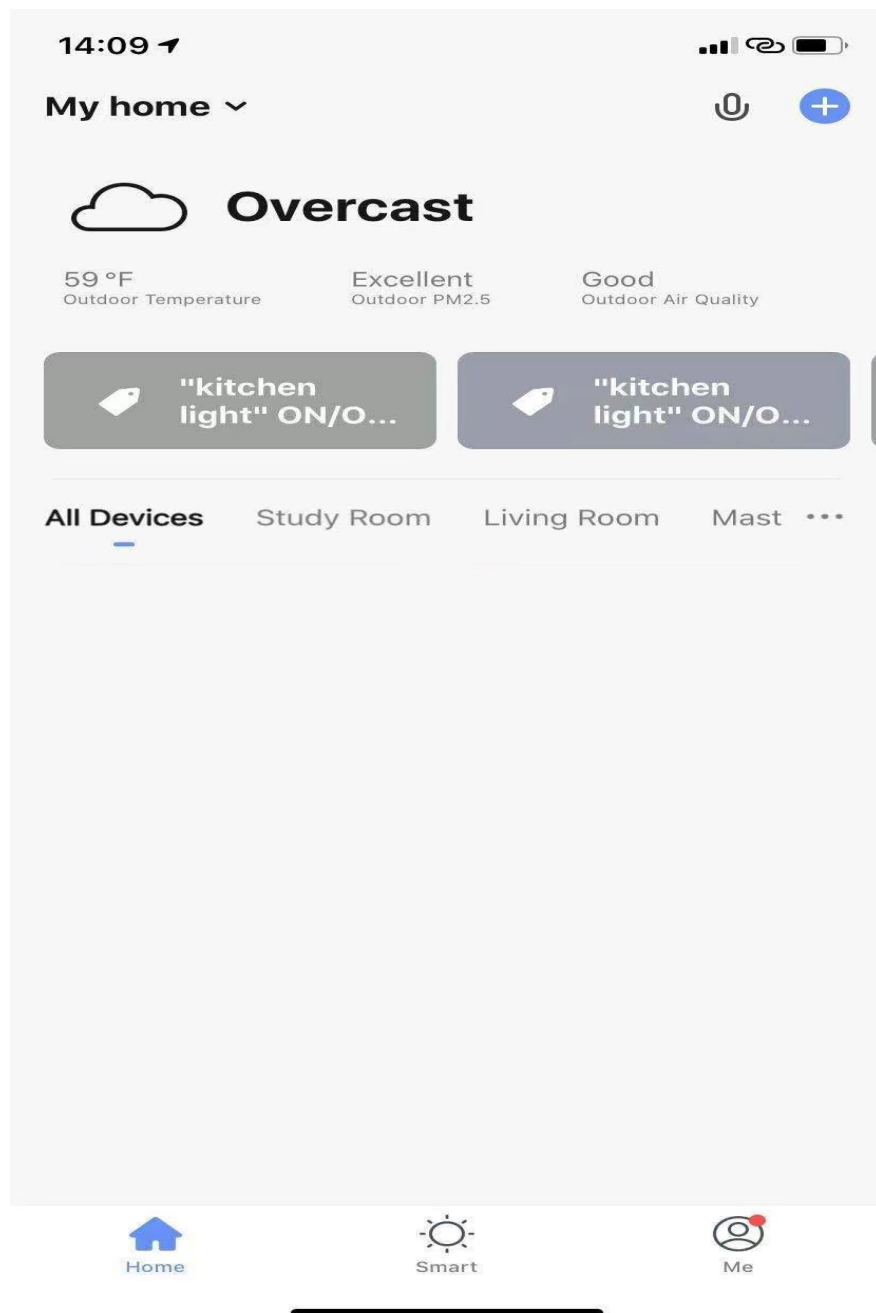 14:09
My home
Overcast
59 °F
Outdoor Temperature
Excellent
Outdoor PM2.5
Good
Outdoor Air Quality
"kitchen
light" ON/O...
"kitchen
light" ON/O...
All Devices Study Room Living Room Mast ...
Home Smart Me